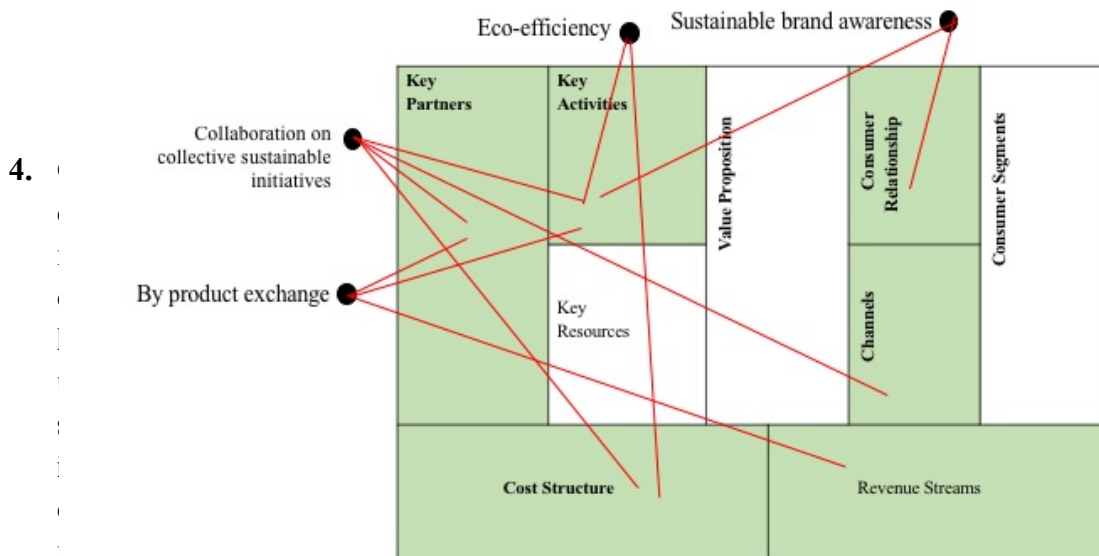 Eco-efficiency
Sustainable brand awareness
Key
Partners
Key
Activities
Collaboration on
collective sustainable
initiatives
4.
Value Proposition
Consumer
Relationship
Consumer Segments
By product exchange
Key
Resources
Channels
Cost Structure
Revenue Streams